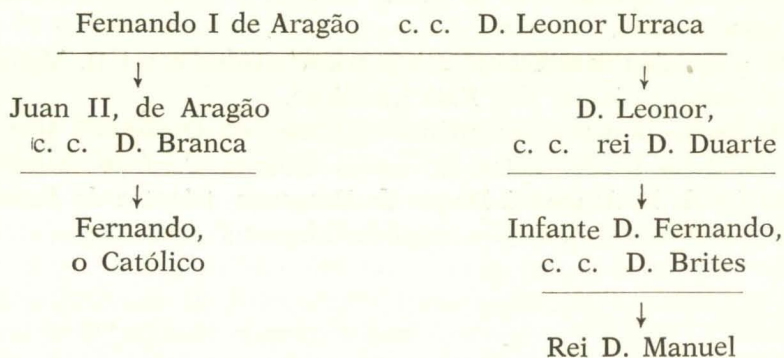 Fernando I de Aragão c. c. D. Leonor Urraca
Juan II, de Aragão
c. c. D. Branca
Fernando,
o Católico
D. Leonor,
c. c. rei D. Duarte
Infante D. Fernando,
c. c. D. Brites
Rei D. Manuel